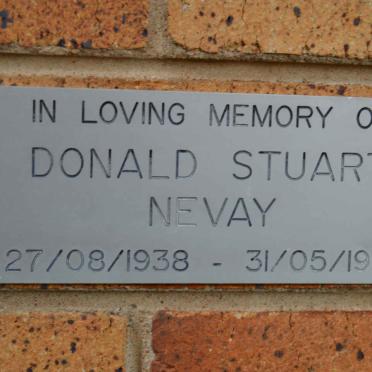 IN LOVING MEMORY O
DONALD STUART
NEVAY
27/08/1938 - 31/05/19